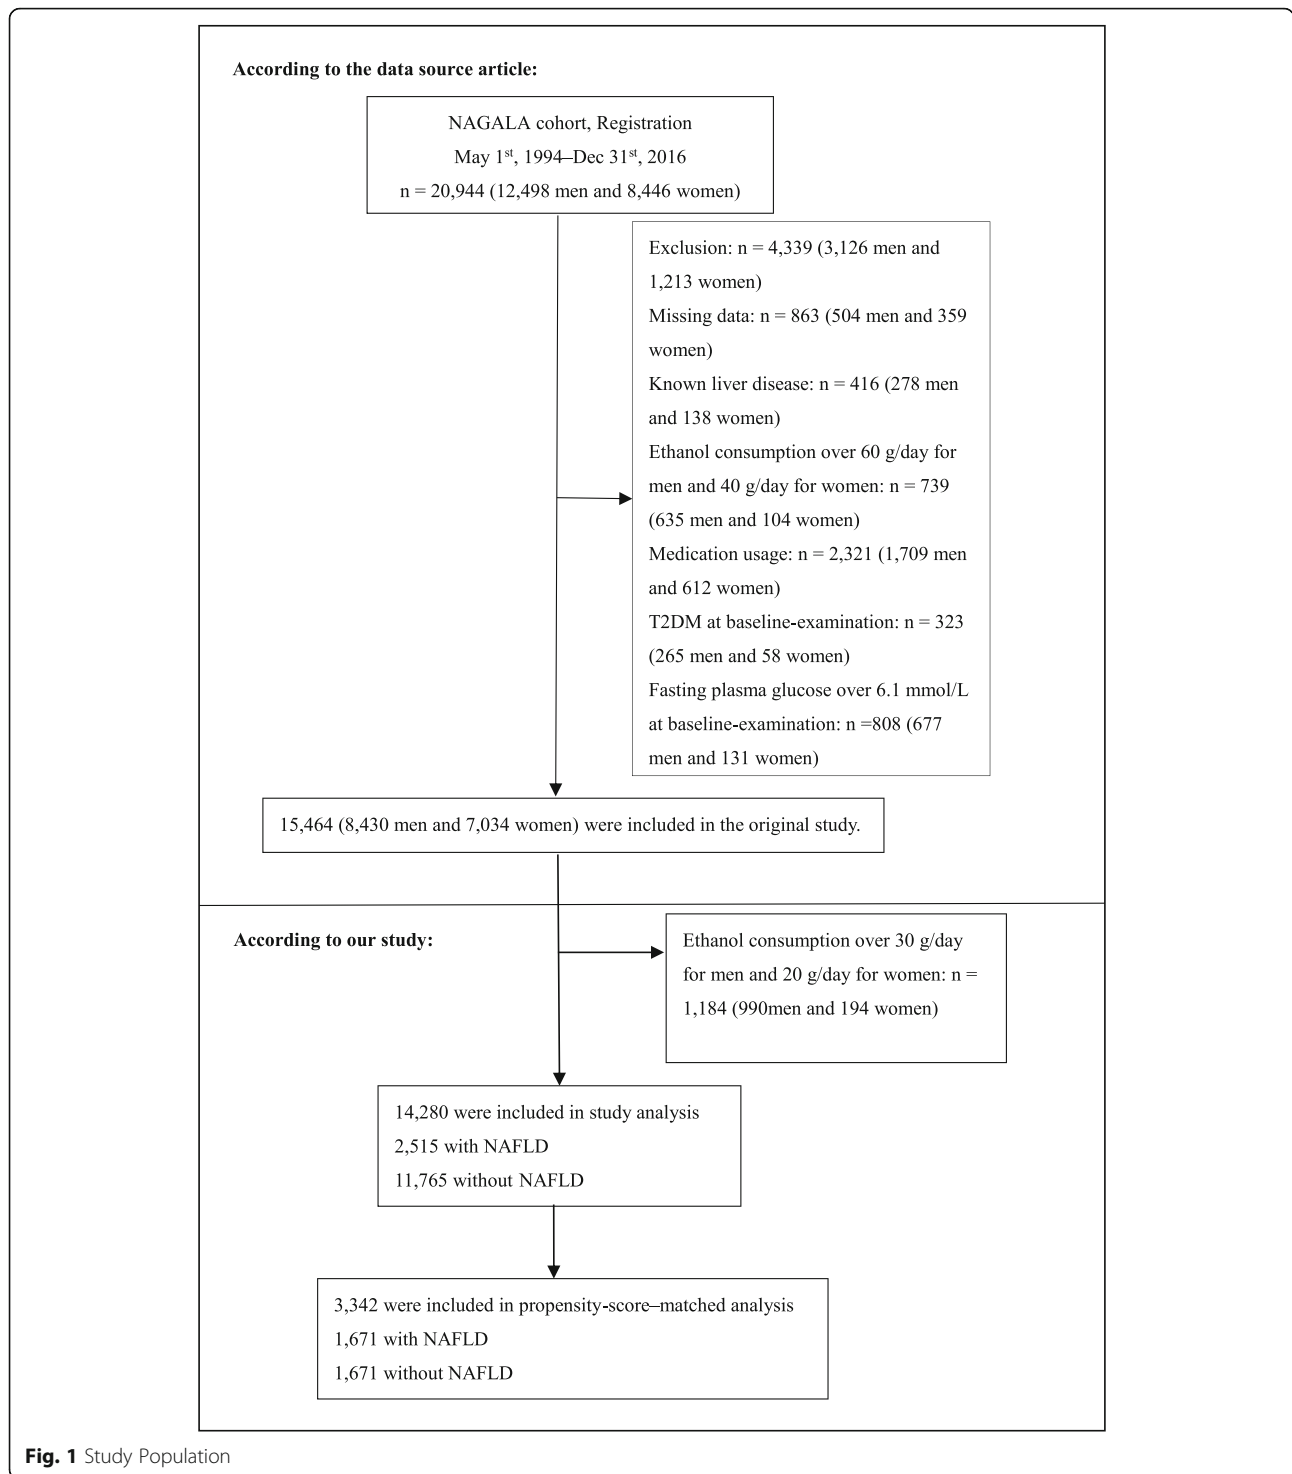 According to the data source article:
NAGALA cohort, Registration
May 1st, 1994–Dec 31st, 2016
n = 20,944 (12,498 men and 8,446 women)
Exclusion: n = 4,339 (3,126 men and
1,213 women)
Missing data: n = 863 (504 men and 359
women)
Known liver disease: n = 416 (278 men
and 138 women)
Ethanol consumption over 60 g/day for
men and 40 g/day for women: n = 739
(635 men and 104 women)
Medication usage: n = 2,321 (1,709 men
and 612 women)
T2DM at baseline-examination: n = 323
(265 men and 58 women)
Fasting plasma glucose over 6.1 mmol/L
at baseline-examination: n =808 (677
men and 131 women)
15,464 (8,430 men and 7,034 women) were included in the original study.
According to our study:
Ethanol consumption over 30 g/day
for men and 20 g/day for women: n =
1,184 (990men and 194 women)
14,280 were included in study analysis
2,515 with NAFLD
11,765 without NAFLD
3,342 were included in propensity-score–matched analysis
1,671 with NAFLD
1,671 without NAFLD
Fig. 1 Study Population